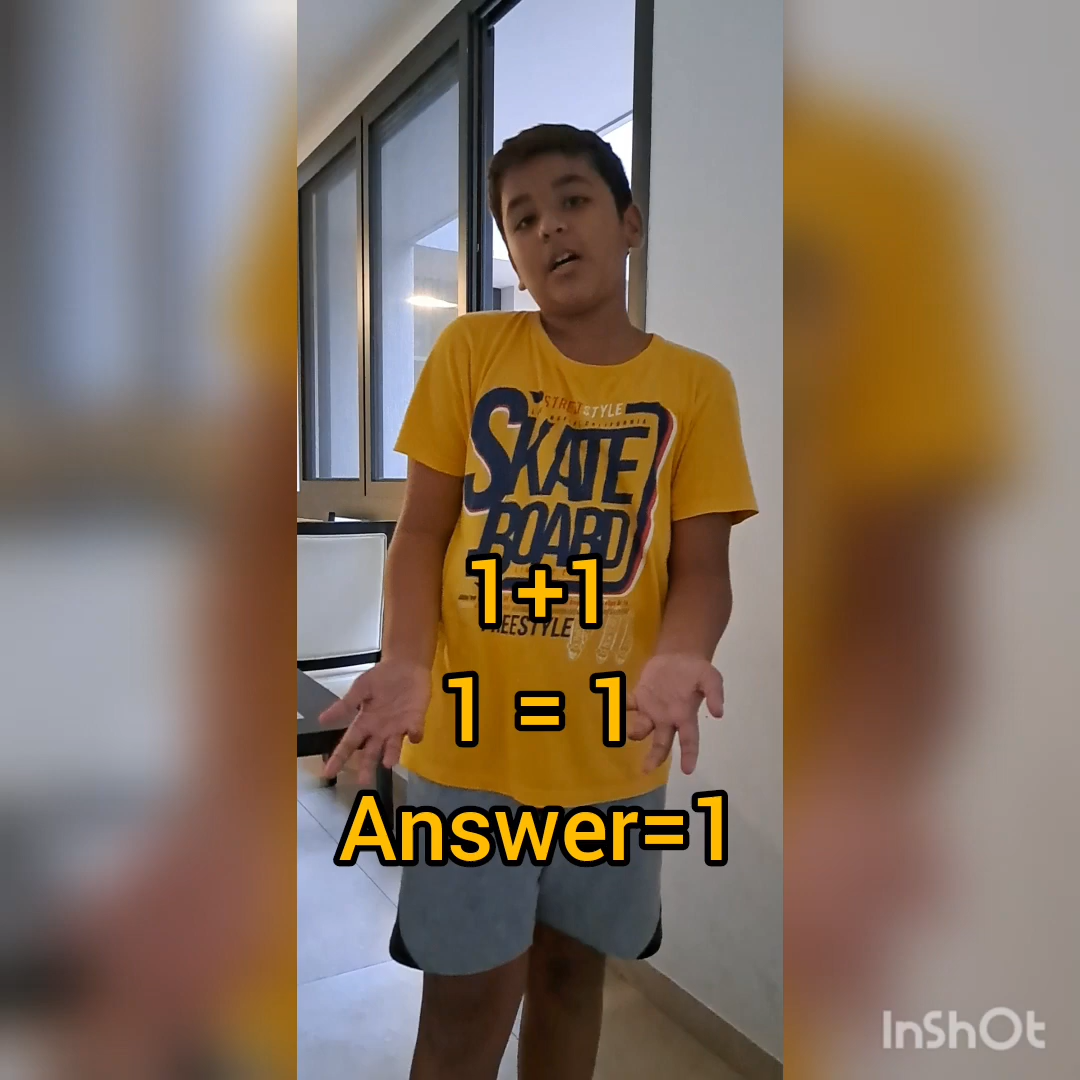 STREET STYLE
SKATE
BOARD
1+1
FREESTYLE
1 = 1
Answer=1
InShOt